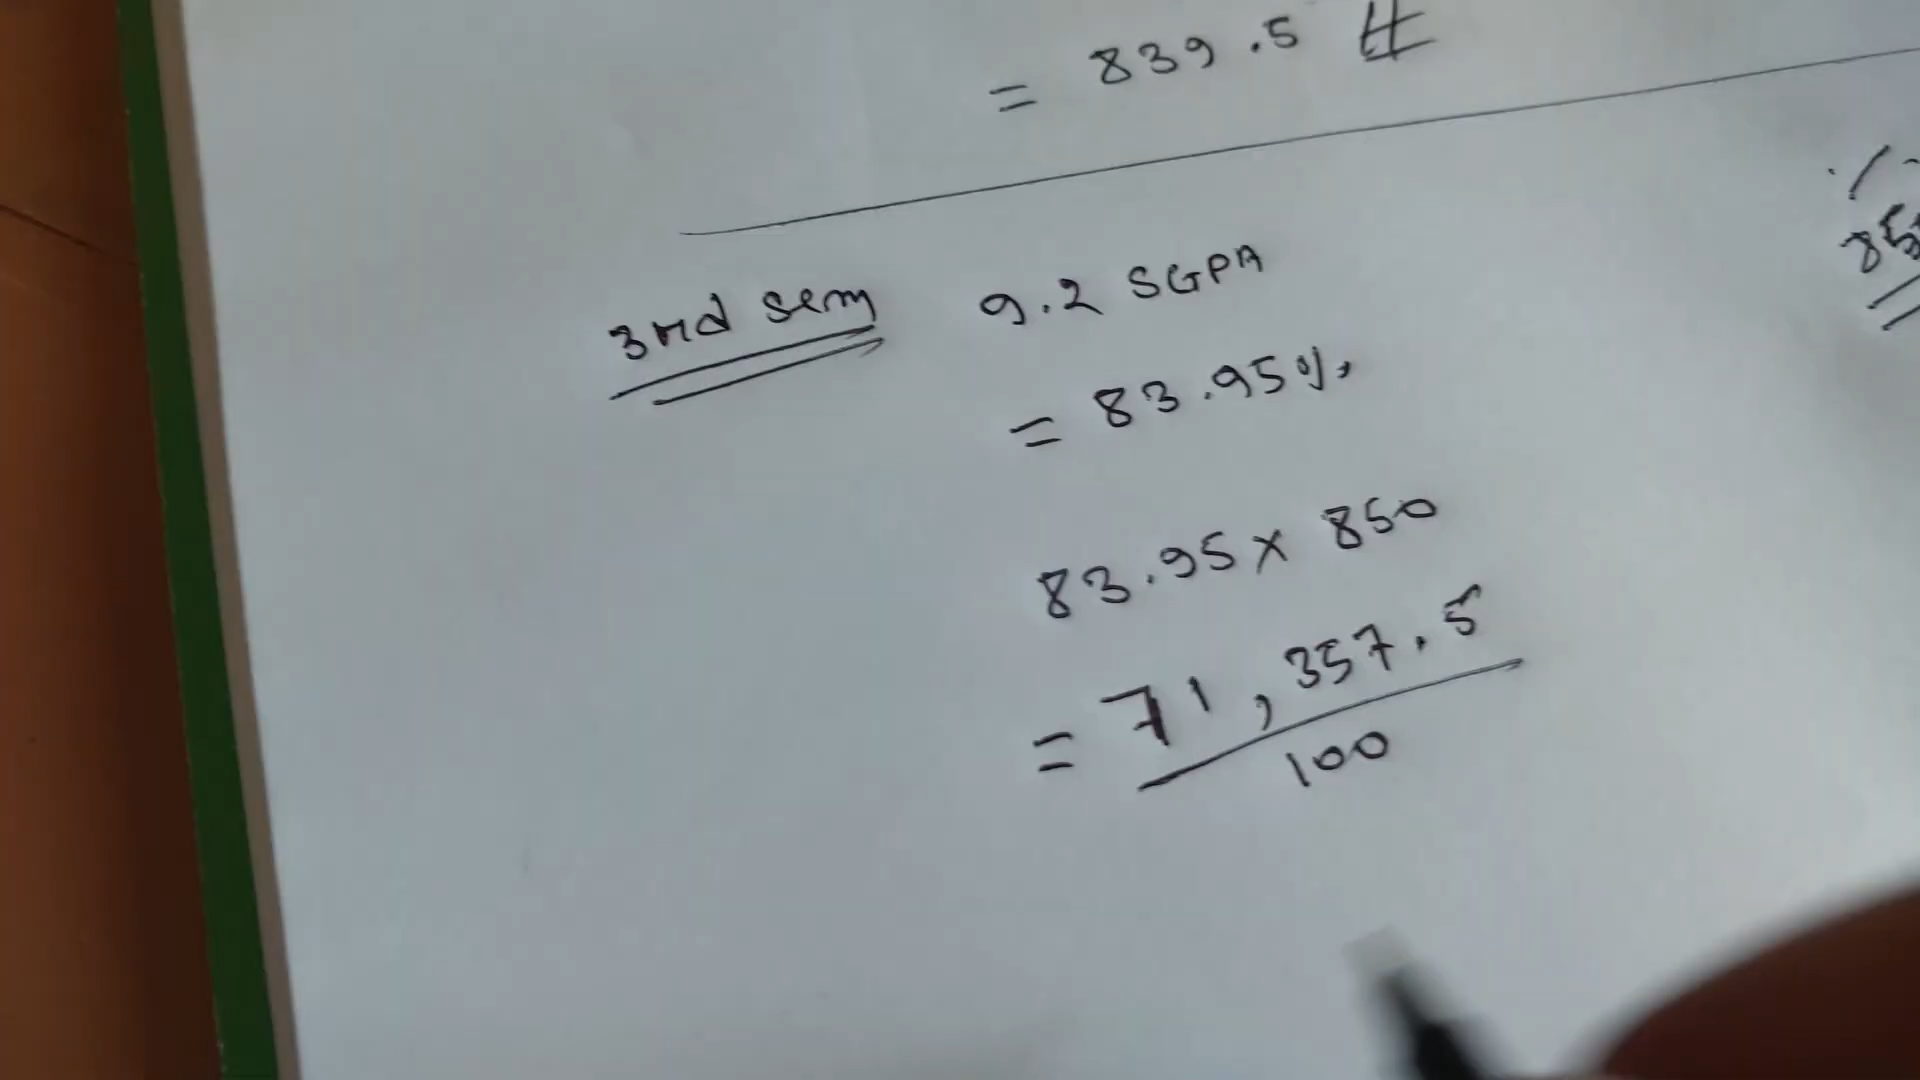 = 839.5 #
3rd sem 9.2 SGPA
= 83.95%
83.95 x 850
= 71,357.5
100